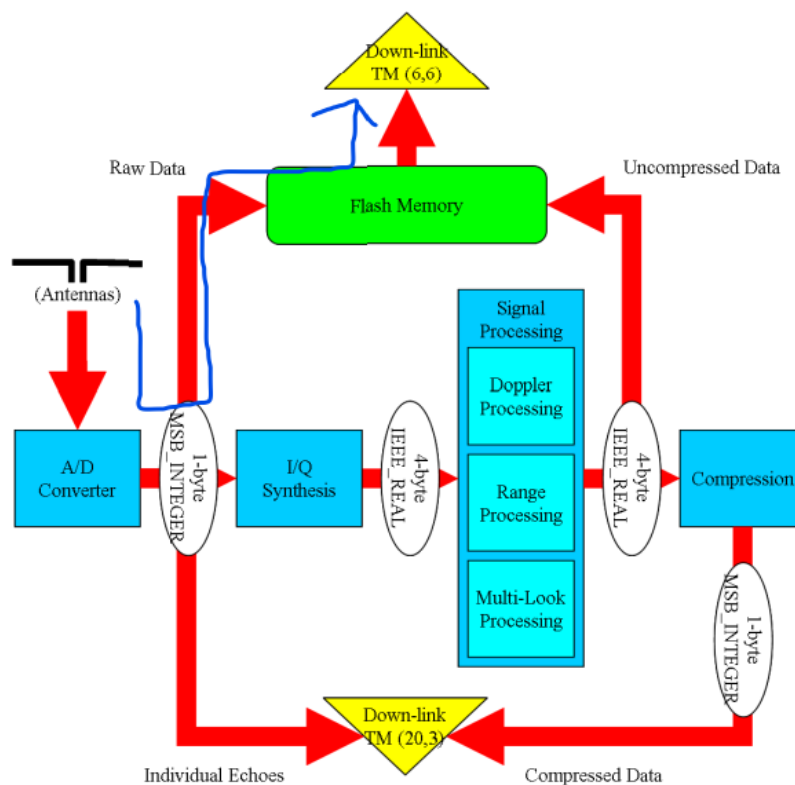 Down-link
TM (6,6)
Raw Data
Uncompressed Data
Flash Memory
(Antennas)
Signal
Processing
Doppler
Processing
A/D
Converter
1-byte
MSB_INTEGER
I/Q
Synthesis
4-byte
IEEE_REAL
Range
Processing
4-byte
IEEE_REAL
Compression
Multi-Look
Processing
1-byte
MSB_INTEGER
Down-link
TM (20,3)
Individual Echoes
Compressed Data